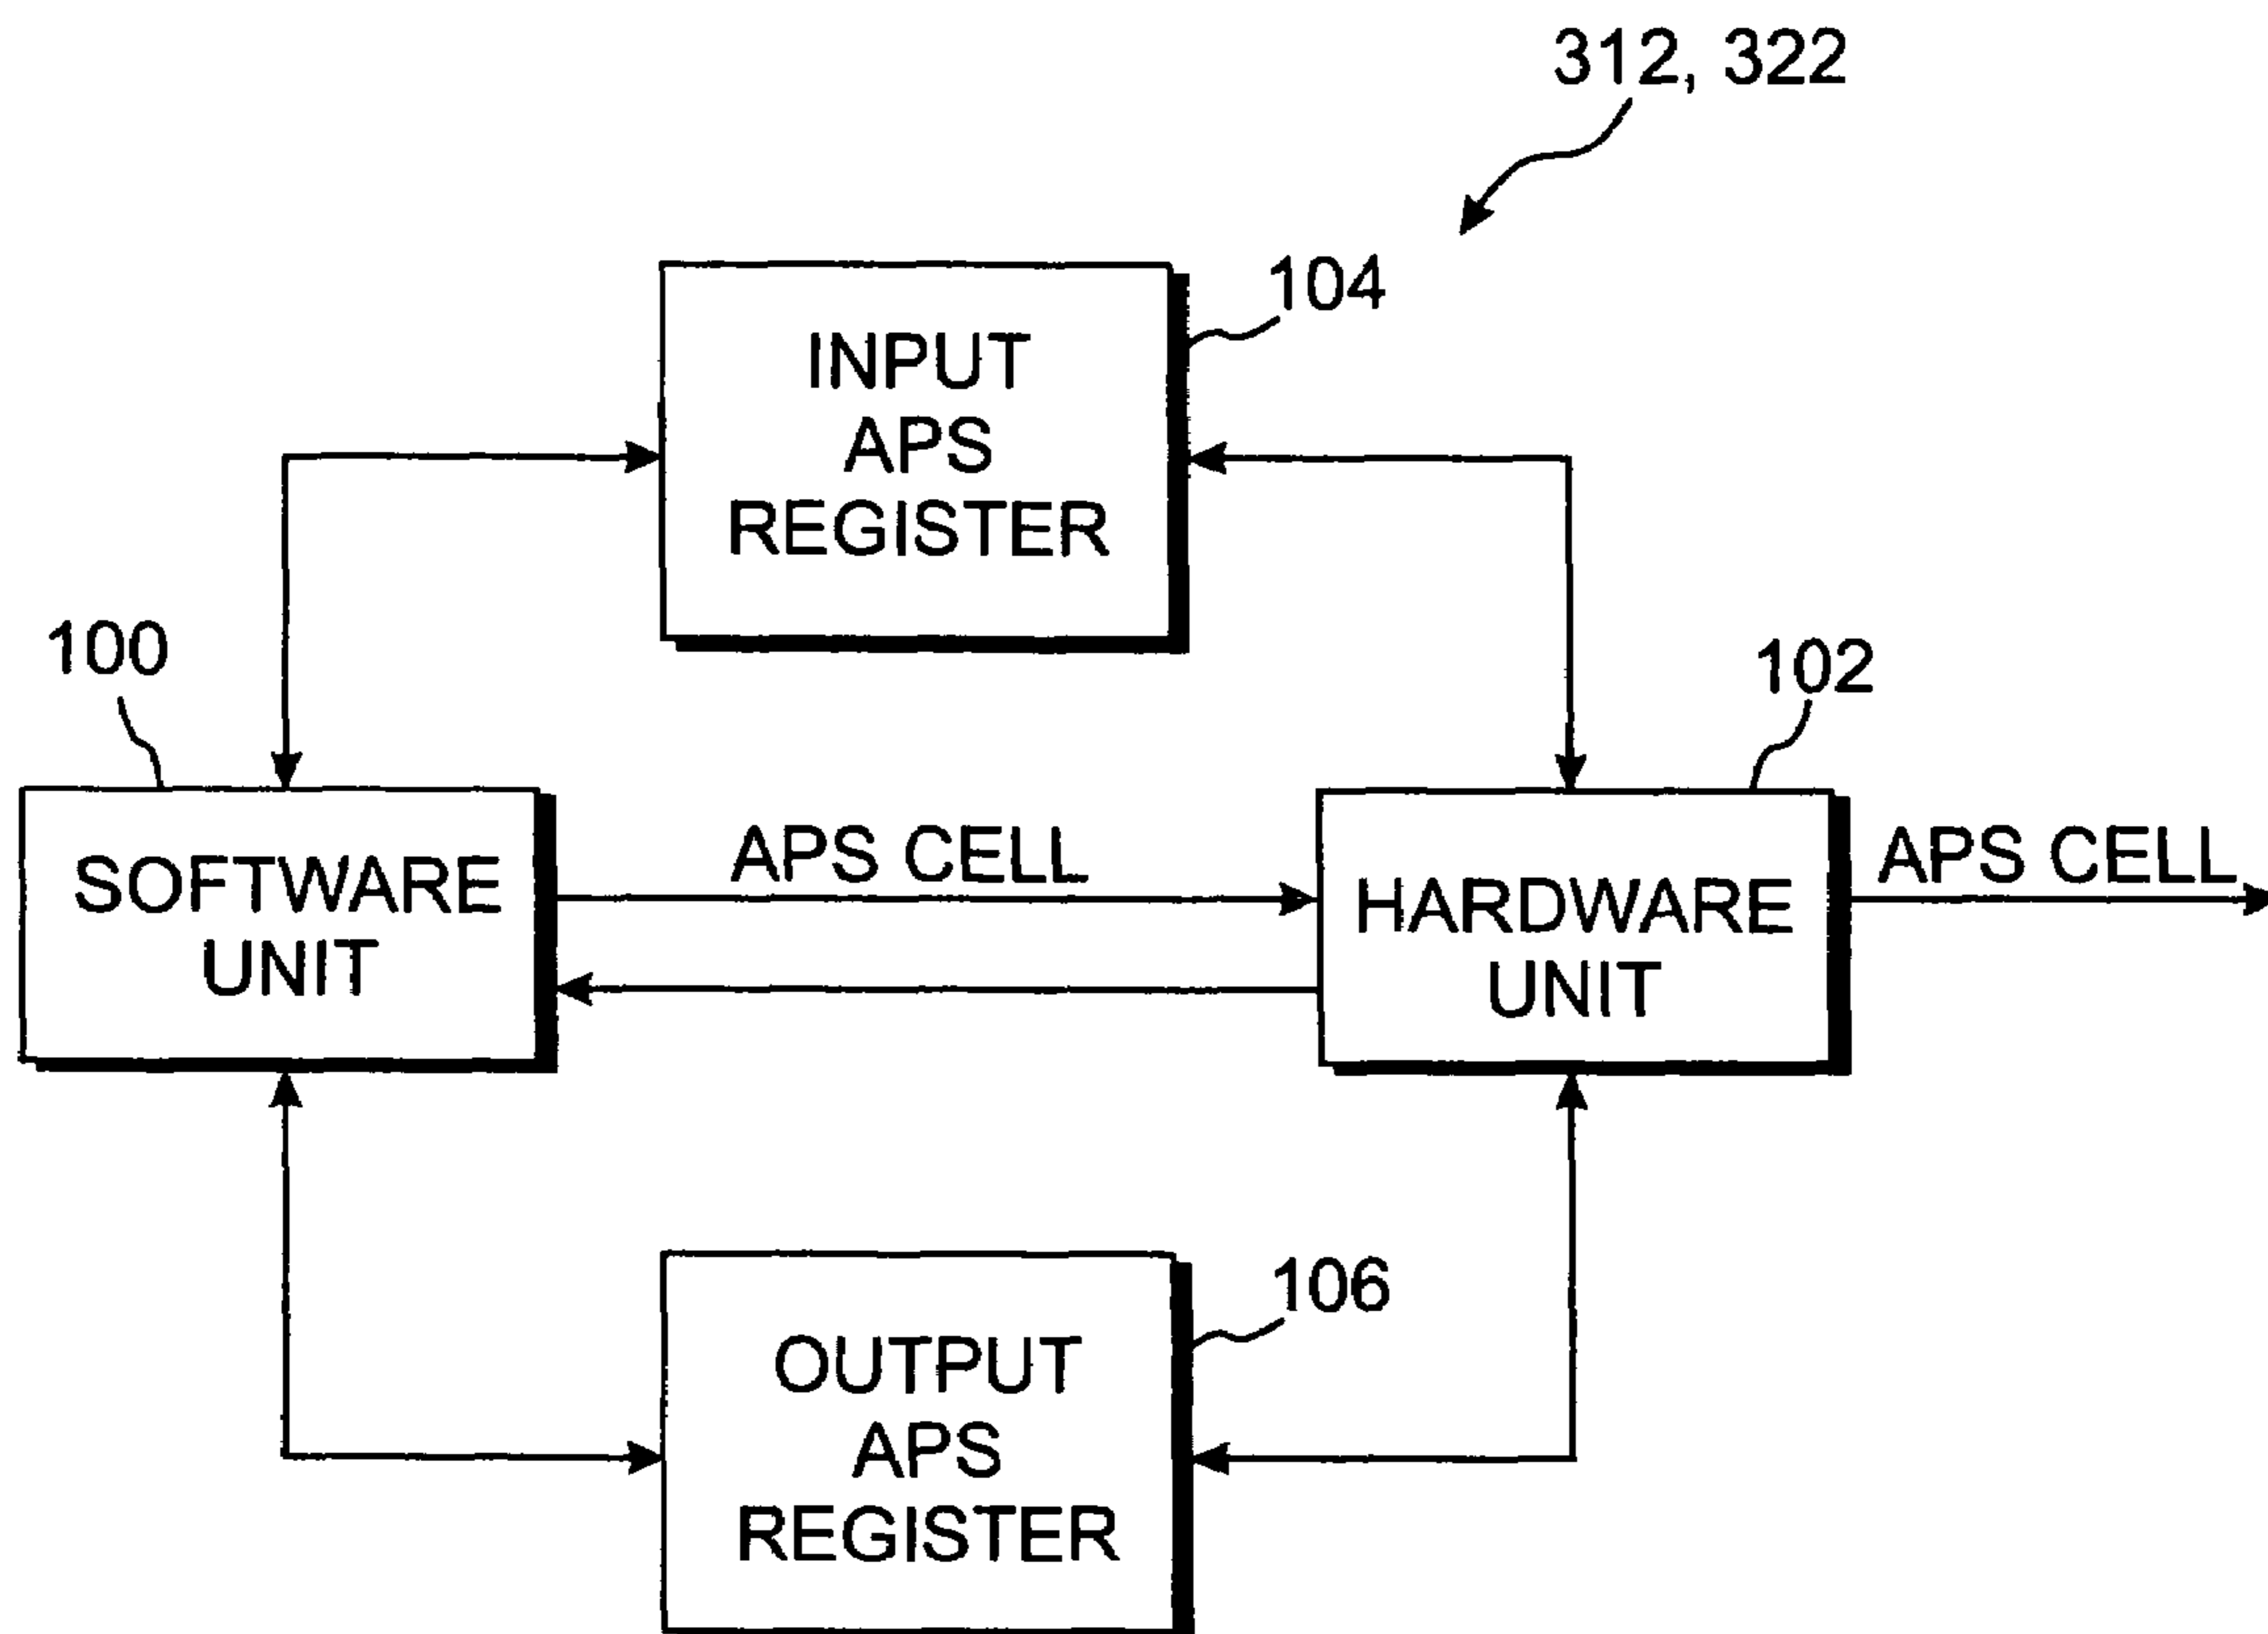 312, 322
104
INPUT
APS
REGISTER
100
102
SOFTWARE
UNIT
APS CELL
HARDWARE
UNIT
APS CELL
106
OUTPUT
APS
REGISTER